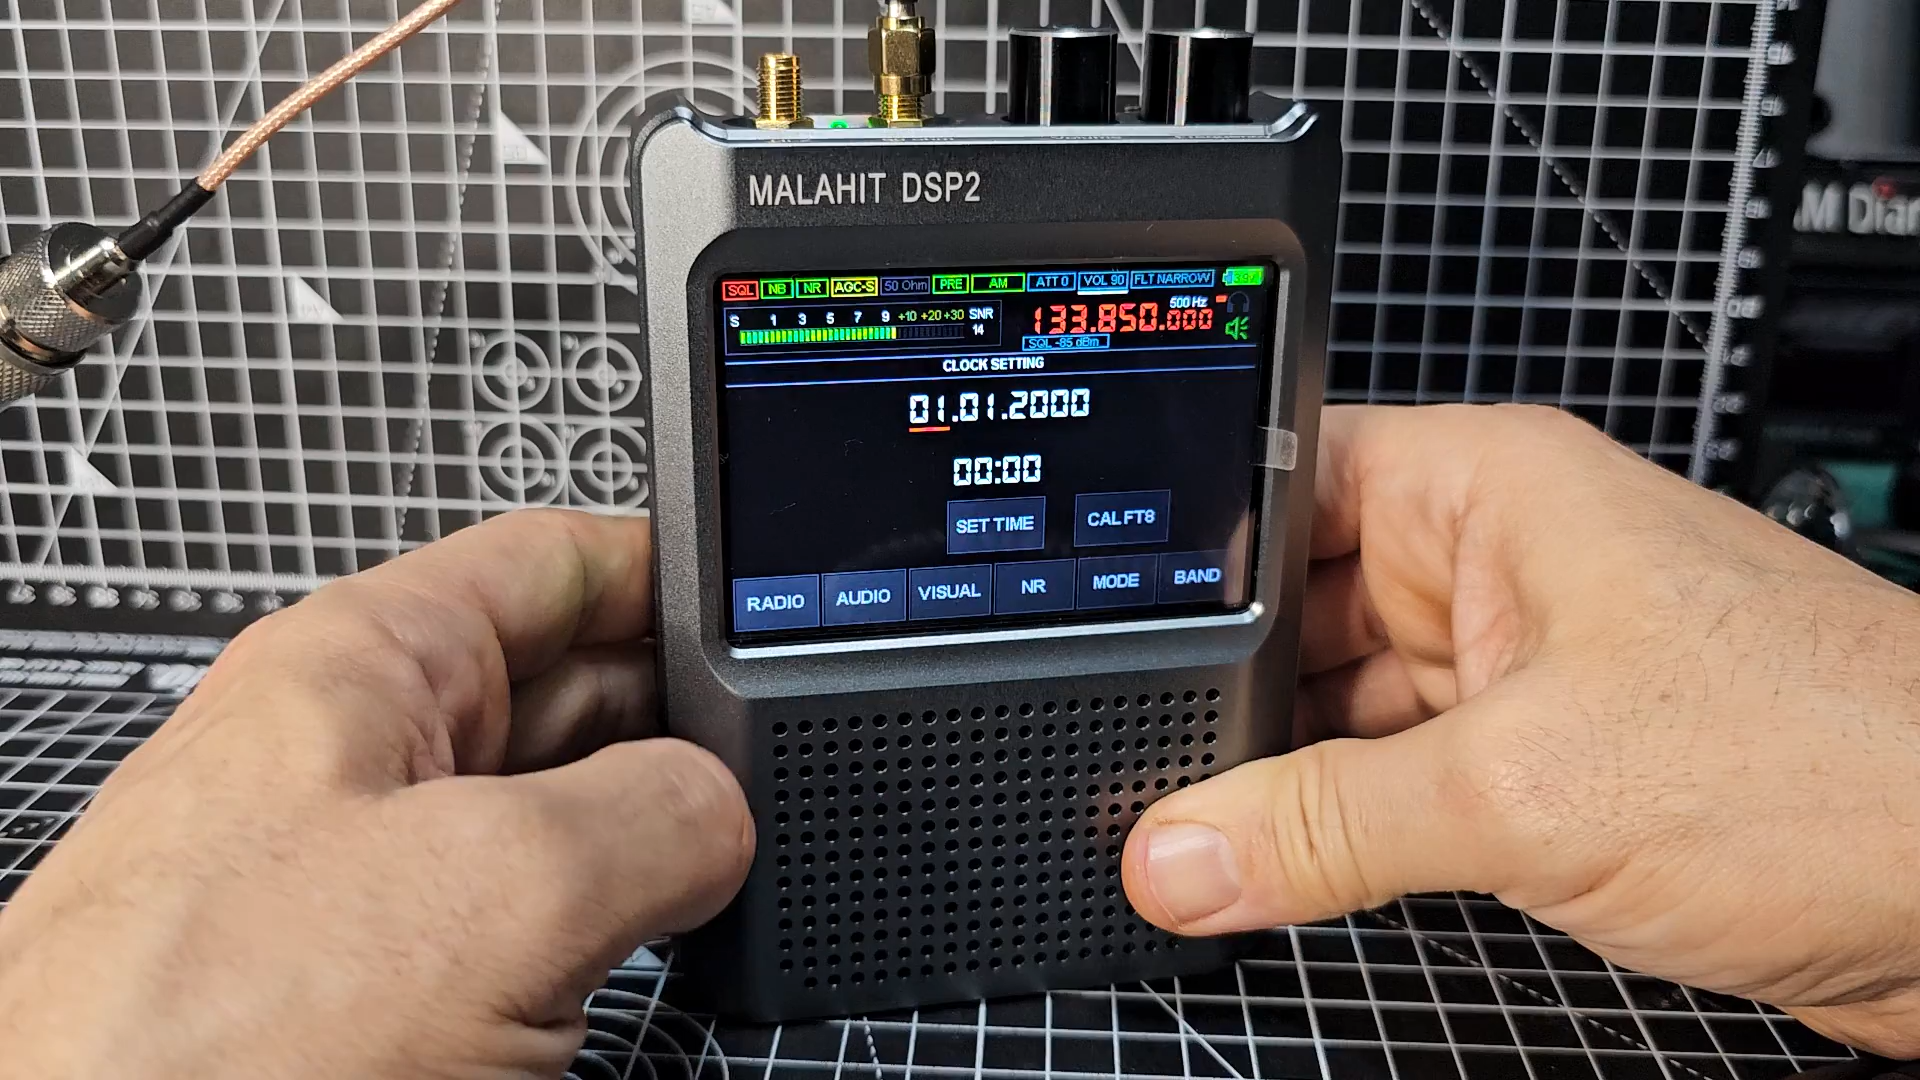 MALAHIT DSP2
SQL NB NR AGC-S 50 Ohm PRE AM ATT 0 VOL 90 FLT NARROW 3.9V
S 1 3 5 7 9 +10 +20 +30 SNR
14
500 Hz
133.850.000
SQL -85 dBm
CLOCK SETTING
01.01.2000
00:00
SET TIME CAL FT8
RADIO AUDIO VISUAL NR MODE BAND